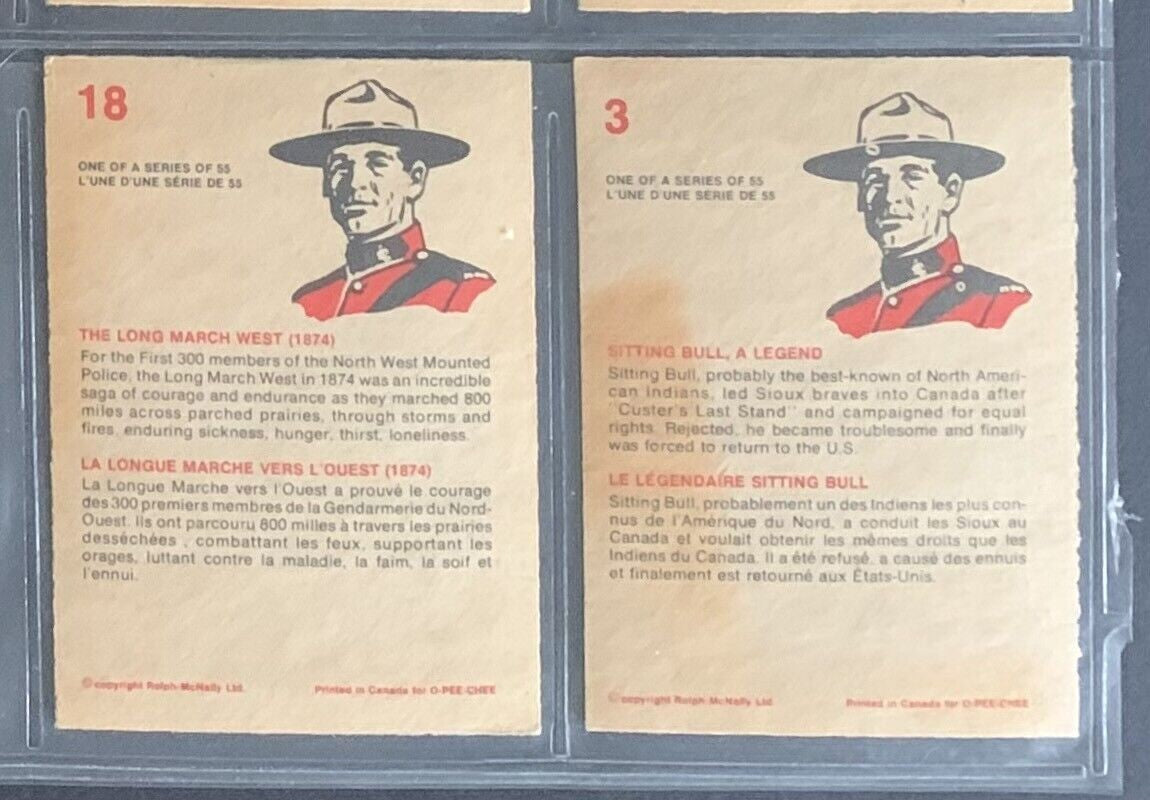 18
ONE OF A SERIES OF 55
L'UNE D'UNE SÉRIE DE 55
THE LONG MARCH WEST (1874)
For the First 300 members of the North West Mounted
Police, the Long March West in 1874 was an incredible
saga of courage and endurance as they marched 800
miles across parched prairies, through storms and
fires, enduring sickness, hunger, thirst, loneliness.
LA LONGUE MARCHE VERS L'OUEST (1874)
La Longue Marche vers l'Ouest a prouvé le courage
des 300 premiers membres de la Gendarmerie du Nord-
Ouest. Ils ont parcouru 800 milles à travers les prairies
desséchées , combattant les feux, supportant les
orages, luttant contre la maladie, la faim, la soif et
l'ennui.
© copyright Rolph-McNally Ltd.
Printed in Canada for O-PEE-CHEE
3
ONE OF A SERIES OF 55
L'UNE D'UNE SÉRIE DE 55
SITTING BULL, A LEGEND
Sitting Bull, probably the best-known of North Ameri-
can Indians, led Sioux braves into Canada after
"Custer's Last Stand" and campaigned for equal
rights. Rejected, he became troublesome and finally
was forced to return to the U.S.
LE LÉGENDAIRE SITTING BULL
Sitting Bull, probablement un des Indiens les plus con-
nus de l'Amérique du Nord, a conduit les Sioux au
Canada et voulait obtenir les mêmes droits que les
Indiens du Canada. Il a été refusé, a causé des ennuis
et finalement est retourné aux États-Unis.
© copyright Rolph-McNally Ltd
Printed in Canada for O-PEE-CHEE